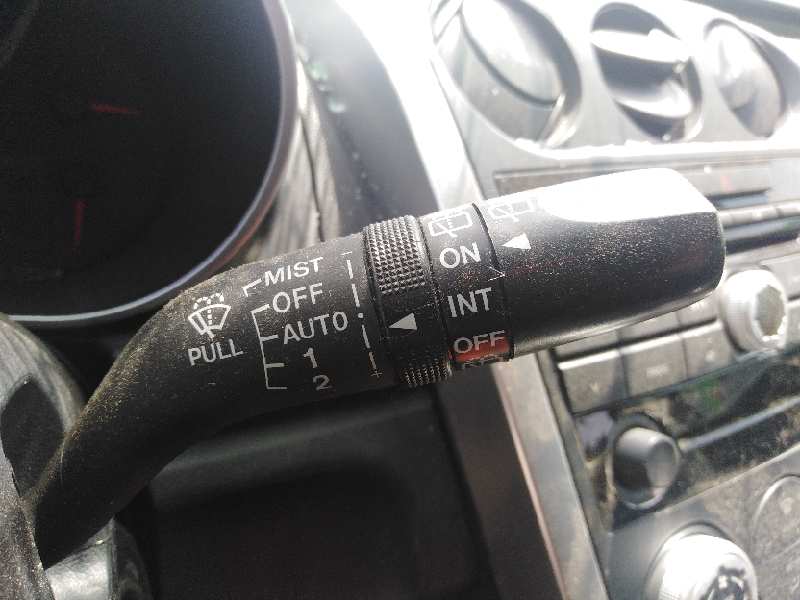 MIST
OFF
AUTO
1
2
PULL
ON
INT
OFF